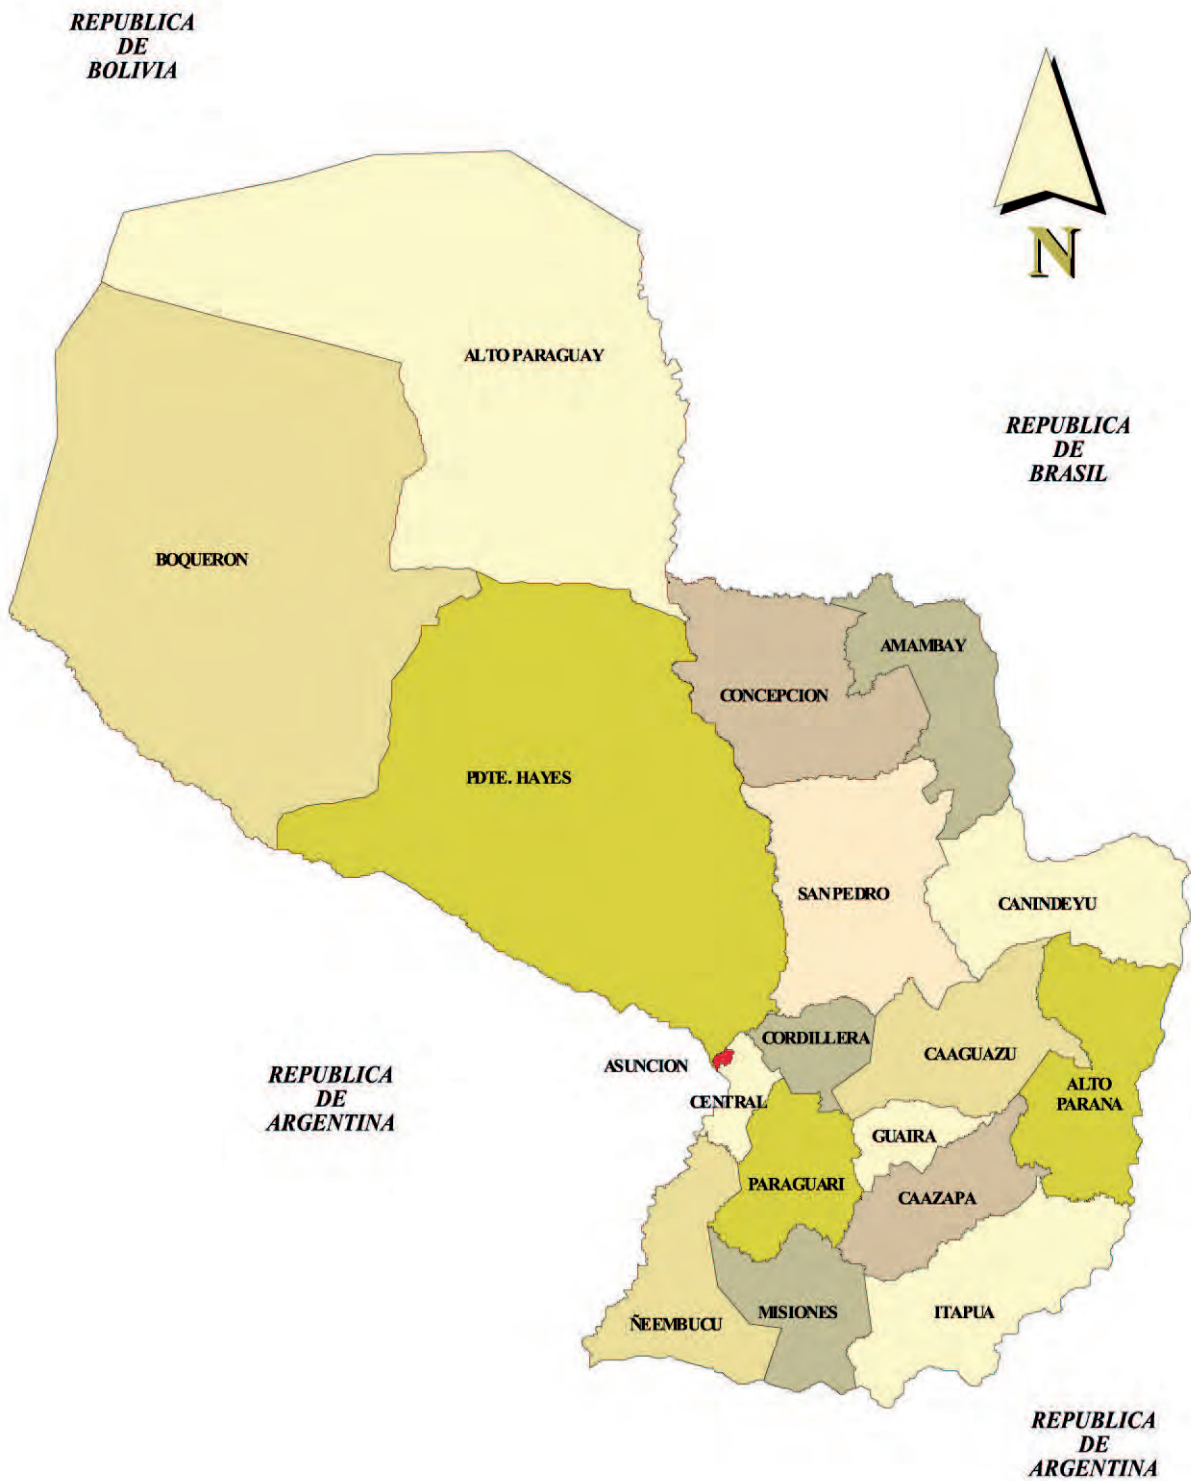 REPUBLICA
DE
BOLIVIA
N
ALTO PARAGUAY
REPUBLICA
DE
BRASIL
BOQUERON
AMAMBAY
CONCEPCION
PDTE. HAYES
SAN PEDRO
CANINDEYU
CORDILLERA
CAAGUAZU
ASUNCION
REPUBLICA
DE
ARGENTINA
ALTO
PARANA
CENTRAL
GUAIRA
PARAGUARI
CAAZAPA
ÑEEMBUCU
MISIONES
ITAPUA
REPUBLICA
DE
ARGENTINA